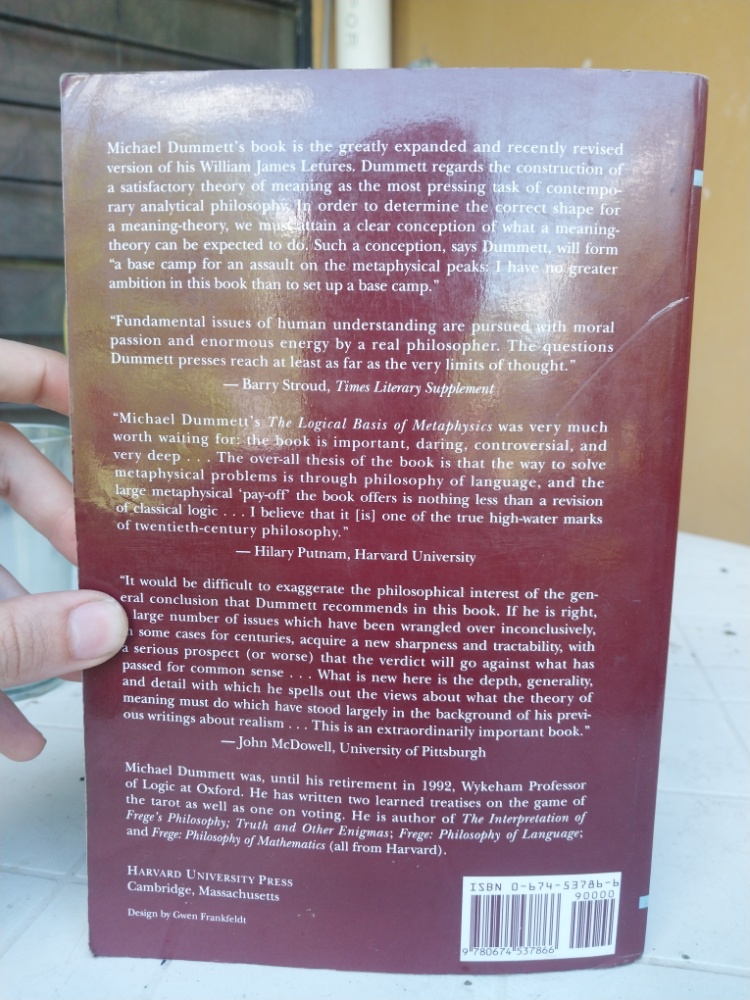 Michael Dummett's book is the greatly expanded and recently revised
version of his William James Letures. Dummett regards the construction of
a satisfactory theory of meaning as the most pressing task of contempo-
rary analytical philosophy. In order to determine the correct shape for
a meaning-theory, we must attain a clear conception of what a meaning-
theory can be expected to do. Such a conception, says Dummett, will form
"a base camp for an assault on the metaphysical peaks: I have no greater
ambition in this book than to set up a base camp."
"Fundamental issues of human understanding are pursued with moral
passion and enormous energy by a real philosopher. The questions
Dummett presses reach at least as far as the very limits of thought."
— Barry Stroud, Times Literary Supplement
"Michael Dummett's The Logical Basis of Metaphysics was very much
worth waiting for: the book is important, daring, controversial, and
very deep . . . The over-all thesis of the book is that the way to solve
metaphysical problems is through philosophy of language, and the
large metaphysical 'pay-off' the book offers is nothing less than a revision
of classical logic . . . I believe that it [is] one of the true high-water marks
of twentieth-century philosophy."
— Hilary Putnam, Harvard University
"It would be difficult to exaggerate the philosophical interest of the gen-
eral conclusion that Dummett recommends in this book. If he is right,
large number of issues which have been wrangled over inconclusively,
some cases for centuries, acquire a new sharpness and tractability, with
a serious prospect (or worse) that the verdict will go against what has
passed for common sense . . . What is new here is the depth, generality,
and detail with which he spells out the views about what the theory of
meaning must do which have stood largely in the background of his previ-
ous writings about realism . . . This is an extraordinarily important book."
— John McDowell, University of Pittsburgh
Michael Dummett was, until his retirement in 1992, Wykeham Professor
of Logic at Oxford. He has written two learned treatises on the game of
the tarot as well as one on voting. He is author of The Interpretation of
Frege's Philosophy; Truth and Other Enigmas; Frege: Philosophy of Language;
and Frege: Philosophy of Mathematics (all from Harvard).
HARVARD UNIVERSITY PRESS
Cambridge, Massachusetts
Design by Gwen Frankfeldt
ISBN 0-674-53786-6
90000
9 780674 537866